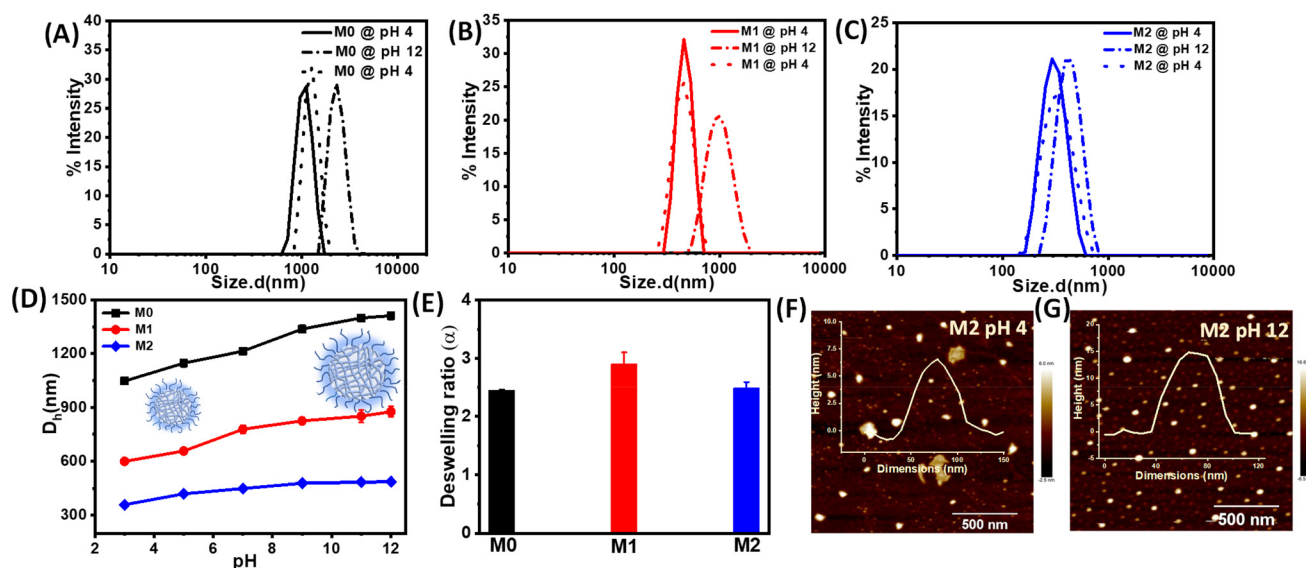 (A)
40
35
30
25
20
15
10
5
0
% Intensity
M0 @ pH 4
M0 @ pH 12
M0 @ pH 4
10
100
1000
10000
Size.d(nm)
(B)
35
30
25
20
15
10
5
0
% Intensity
M1 @ pH 4
M1 @ pH 12
M1 @ pH 4
10
100
1000
10000
Size.d(nm)
(C)
25
20
15
10
5
0
% Intensity
M2 @ pH 4
M2 @ pH 12
M2 @ pH 4
10
100
1000
10000
Size.d(nm)
(D)
1500
1200
900
600
300
Dh(nm)
M0
M1
M2
2
4
6
8
10
12
pH
(E)
4
3
2
1
0
Deswelling ratio (α)
M0
M1
M2
(F)
M2 pH 4
10.0
7.5
5.0
2.5
0.0
Height (nm)
0
50
100
150
Dimensions (nm)
500 nm
-2.5 nm
(G)
M2 pH 12
20
15
10
5
0
-5
Height (nm)
0
40
80
120
Dimensions (nm)
500 nm